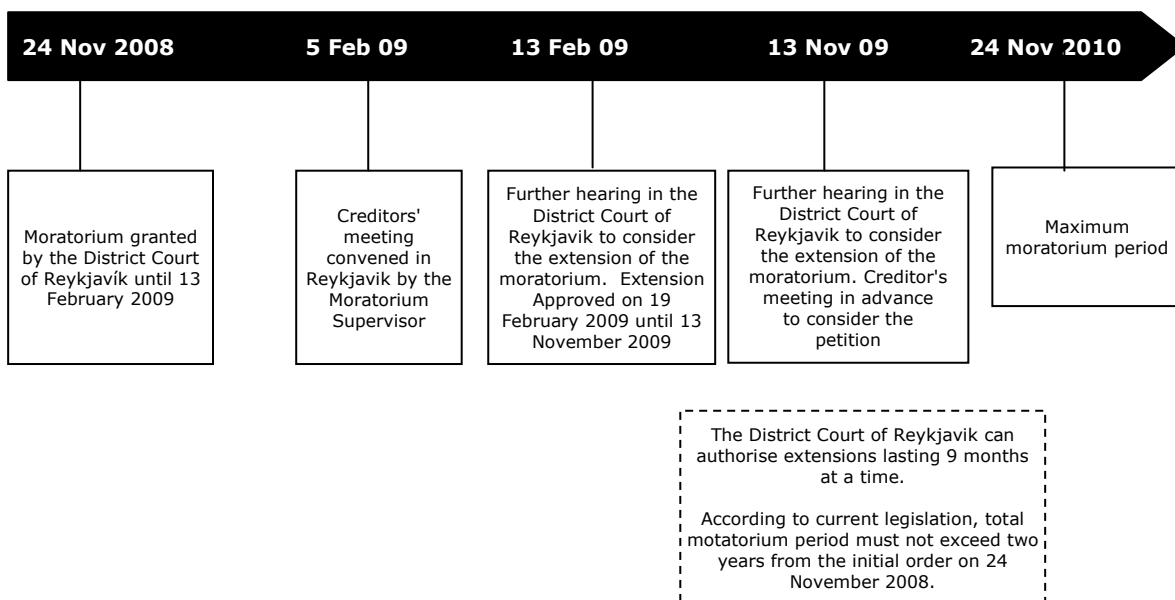 24 Nov 2008
5 Feb 09
13 Feb 09
13 Nov 09
24 Nov 2010
Moratorium granted
by the District Court
of Reykjavík until 13
February 2009
Creditors'
meeting
convened in
Reykjavik by the
Moratorium
Supervisor
Further hearing in the
District Court of
Reykjavik to consider
the extension of the
moratorium. Extension
Approved on 19
February 2009 until 13
November 2009
Further hearing in the
District Court of
Reykjavik to consider
the extension of the
moratorium. Creditor's
meeting in advance
to consider the
petition
Maximum
moratorium period
The District Court of Reykjavik can
authorise extensions lasting 9 months
at a time.
According to current legislation, total
motatorium period must not exceed two
years from the initial order on 24
November 2008.